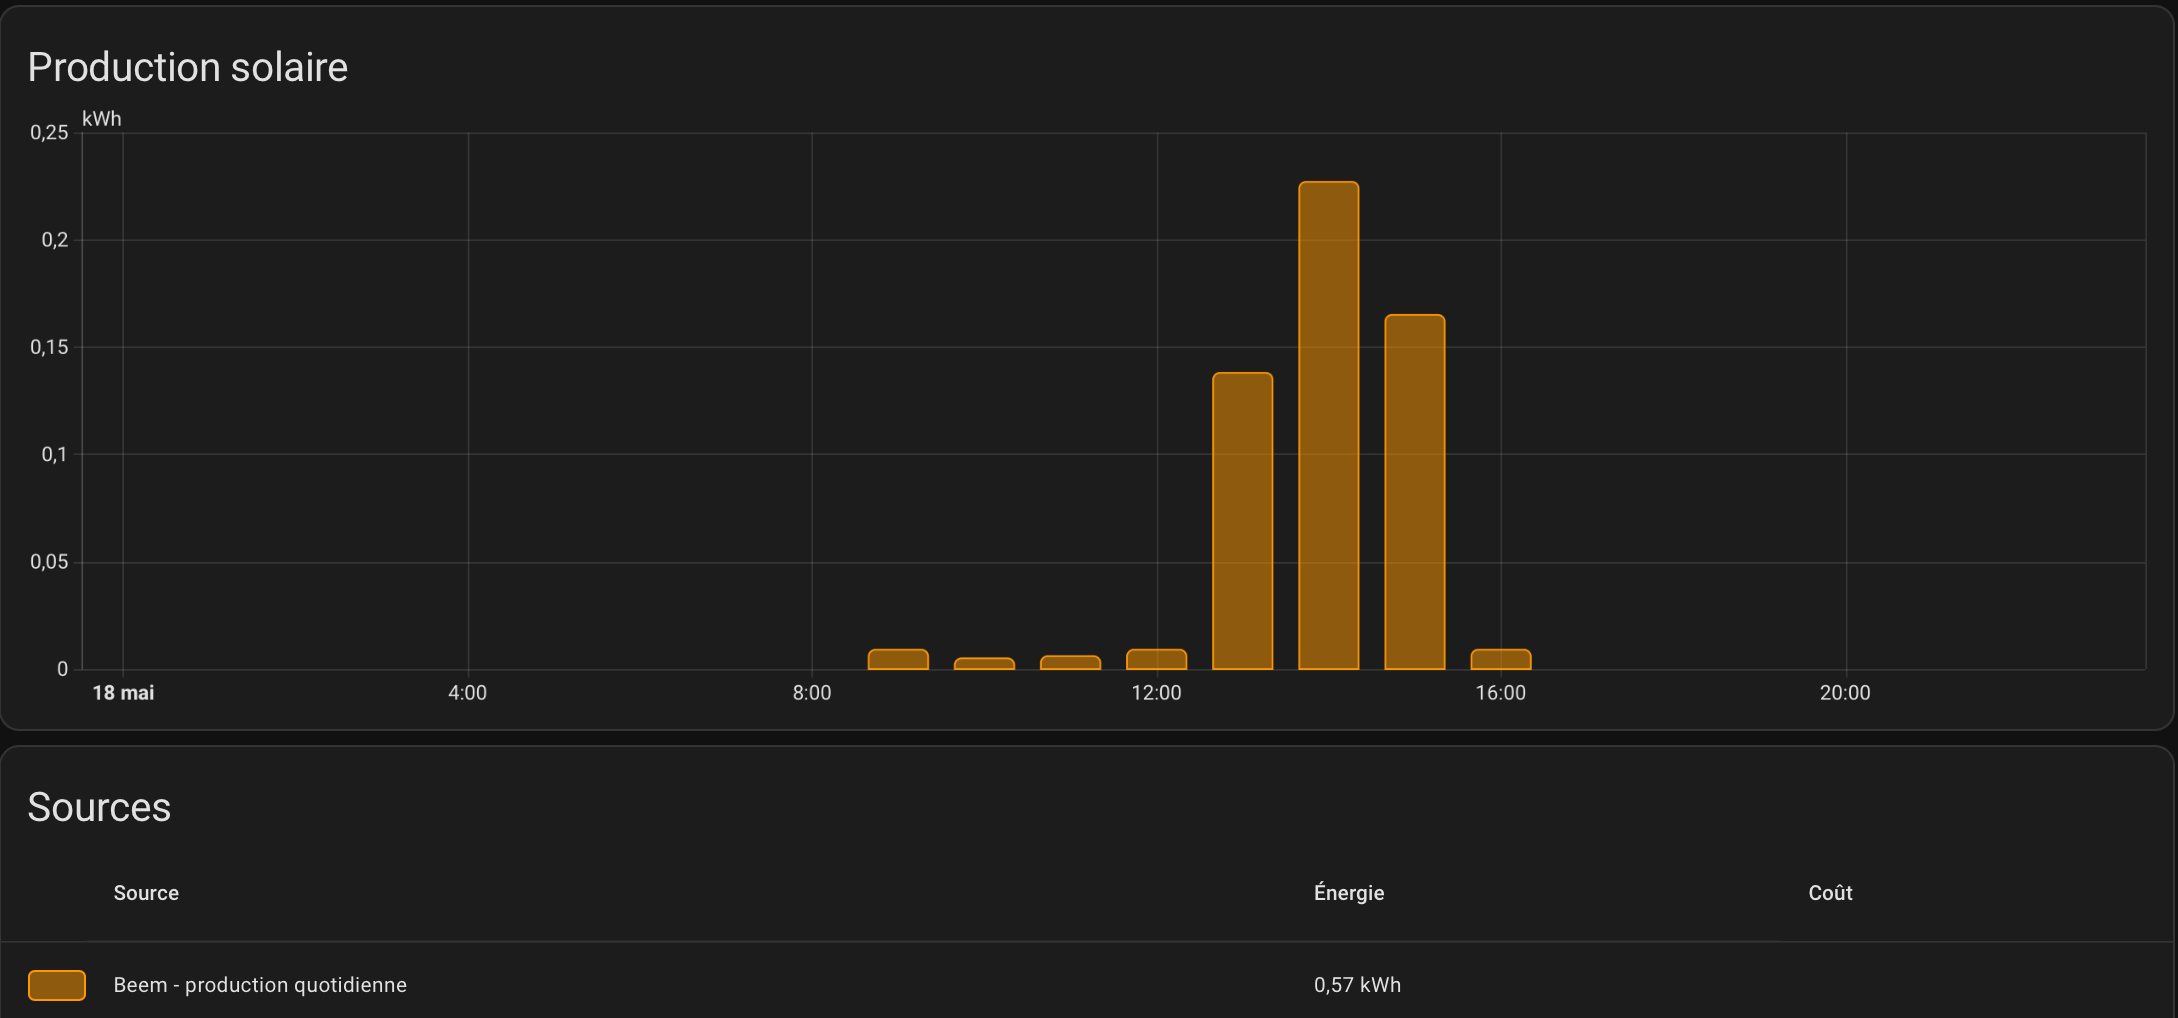 Production solaire
kWh
0,25
0,2
0,15
0,1
0,05
0
18 mai 4:00 8:00 12:00 16:00 20:00
Sources
Source Énergie Coût
Beem - production quotidienne 0,57 kWh